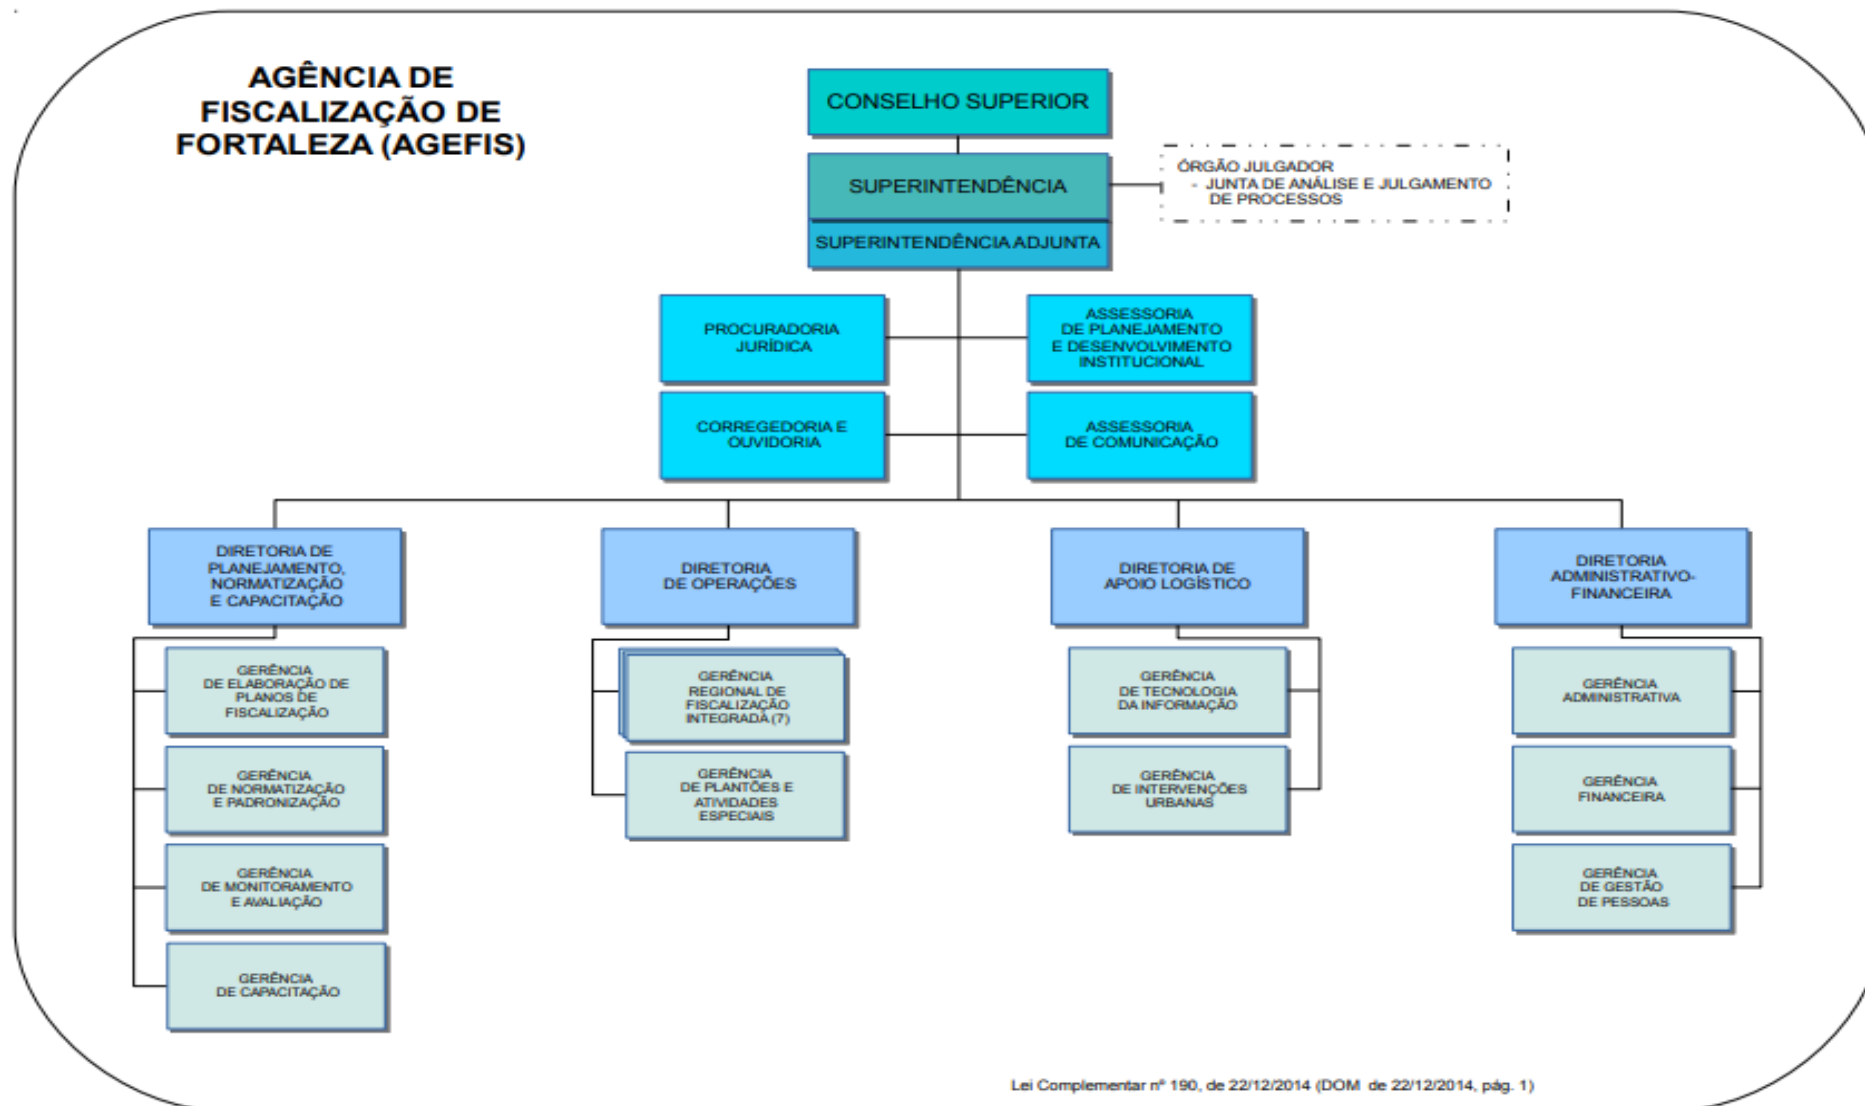 AGÊNCIA DE
FISCALIZAÇÃO DE
FORTALEZA (AGEFIS)
CONSELHO SUPERIOR
SUPERINTENDÊNCIA
SUPERINTENDÊNCIA ADJUNTA
ÓRGÃO JULGADOR
- JUNTA DE ANÁLISE E JULGAMENTO
DE PROCESSOS
PROCURADORIA
JURÍDICA
ASSESSORIA
DE PLANEJAMENTO
E DESENVOLVIMENTO
INSTITUCIONAL
CORREGEDORIA E
OUVIDORIA
ASSESSORIA
DE COMUNICAÇÃO
DIRETORIA DE
PLANEJAMENTO,
NORMATIZAÇÃO
E CAPACITAÇÃO
DIRETORIA
DE OPERAÇÕES
DIRETORIA DE
APOIO LOGÍSTICO
DIRETORIA
ADMINISTRATIVO-
FINANCEIRA
GERÊNCIA
DE ELABORAÇÃO DE
PLANOS DE
FISCALIZAÇÃO
GERÊNCIA
DE NORMATIZAÇÃO
E PADRONIZAÇÃO
GERÊNCIA
DE MONITORAMENTO
E AVALIAÇÃO
GERÊNCIA
DE CAPACITAÇÃO
GERÊNCIA
REGIONAL DE
FISCALIZAÇÃO
INTEGRADA (7)
GERÊNCIA
DE PLANTÕES E
ATIVIDADES
ESPECIAIS
GERÊNCIA
DE TECNOLOGIA
DA INFORMAÇÃO
GERÊNCIA
DE INTERVENÇÕES
URBANAS
GERÊNCIA
ADMINISTRATIVA
GERÊNCIA
FINANCEIRA
GERÊNCIA
DE GESTÃO
DE PESSOAS
Lei Complementar nº 190, de 22/12/2014 (DOM de 22/12/2014, pág. 1)